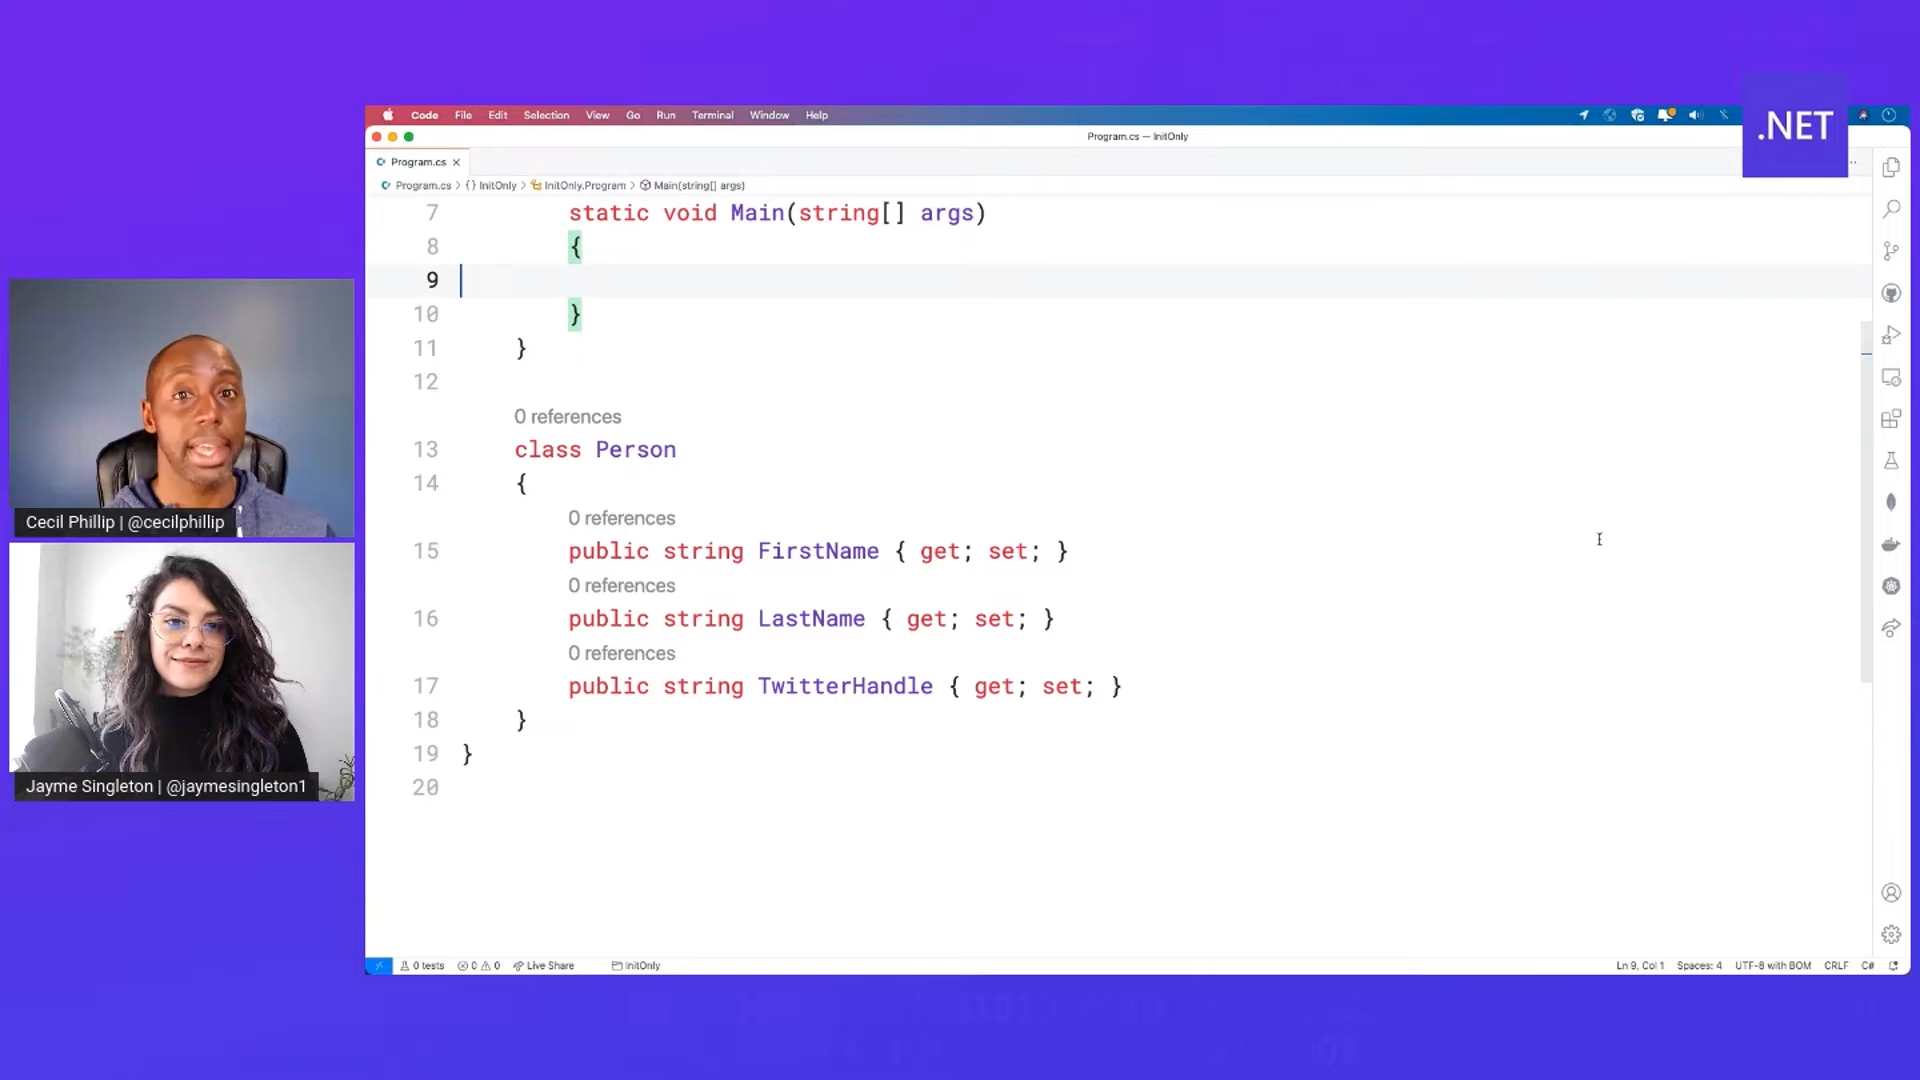 Code File Edit Selection View Go Run Terminal Window Help
Program.cs — InitOnly
.NET
Program.cs
Program.cs > {} InitOnly > InitOnly.Program > Main(string[] args)
7 static void Main(string[] args)
8 {
9
10 }
11 }
12
0 references
13 class Person
14 {
0 references
15 public string FirstName { get; set; }
0 references
16 public string LastName { get; set; }
0 references
17 public string TwitterHandle { get; set; }
18 }
19 }
20
Cecil Phillip | @cecilphillip
Jayme Singleton | @jaymesingleton1
0 tests 0 0 Live Share InitOnly Ln 9, Col 1 Spaces: 4 UTF-8 with BOM CRLF C#